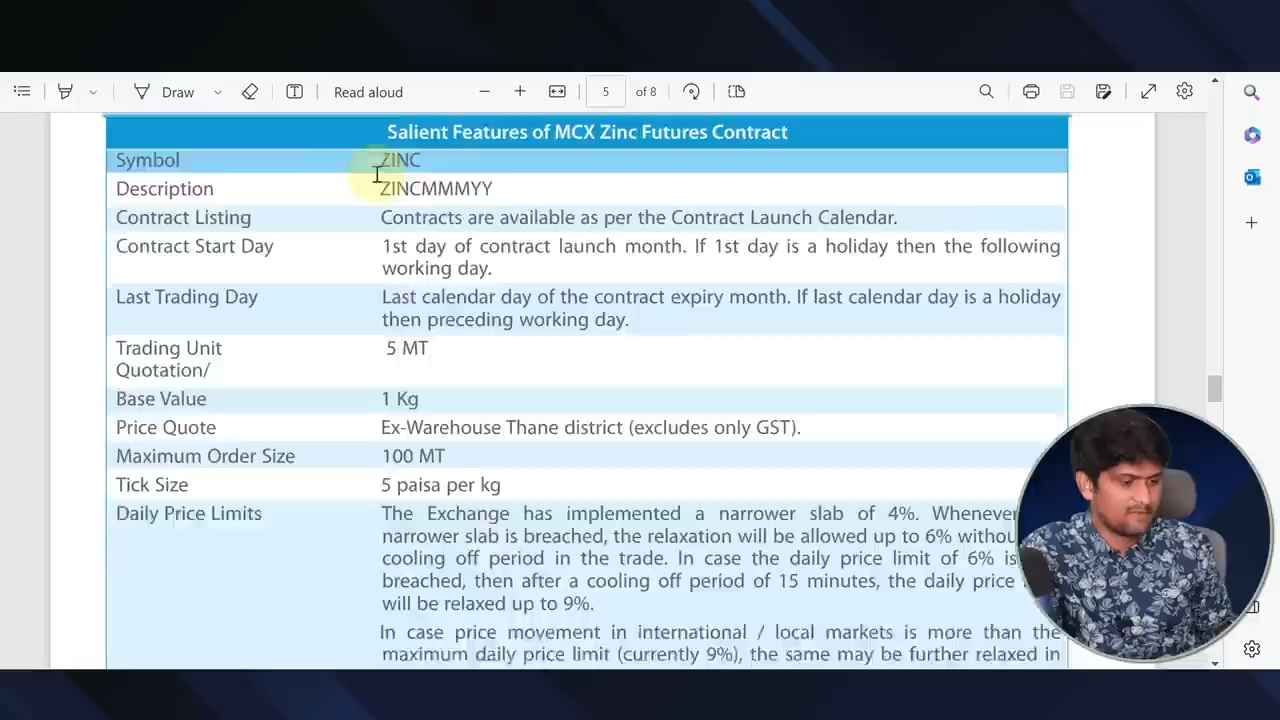 Draw
Read aloud
5
of 8
Salient Features of MCX Zinc Futures Contract
Symbol ZINC
Description ZINCMMMYY
Contract Listing Contracts are available as per the Contract Launch Calendar.
Contract Start Day 1st day of contract launch month. If 1st day is a holiday then the following
working day.
Last Trading Day Last calendar day of the contract expiry month. If last calendar day is a holiday
then preceding working day.
Trading Unit 5 MT
Quotation/
Base Value 1 Kg
Price Quote Ex-Warehouse Thane district (excludes only GST).
Maximum Order Size 100 MT
Tick Size 5 paisa per kg
Daily Price Limits The Exchange has implemented a narrower slab of 4%. Whenever
narrower slab is breached, the relaxation will be allowed up to 6%
cooling off period in the trade. In case the daily price limit of 6% is
breached, then after a cooling off period of 15 minutes, the daily price
will be relaxed up to 9%.
In case price movement in international / local markets is more than the
maximum daily price limit (currently 9%), the same may be further relaxed in